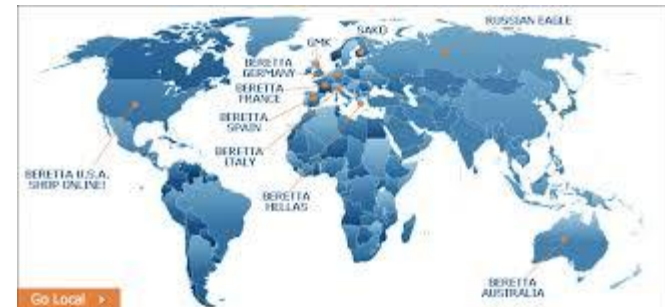 RUSSIAN EAGLE
SAKO
GMK
BERETTA
GERMANY
BERETTA
FRANCE
BERETTA
SPAIN
BERETTA
ITALY
BERETTA U.S.A.
SHOP ONLINE!
BERETTA
HELLAS
BERETTA
AUSTRALIA
Go Local